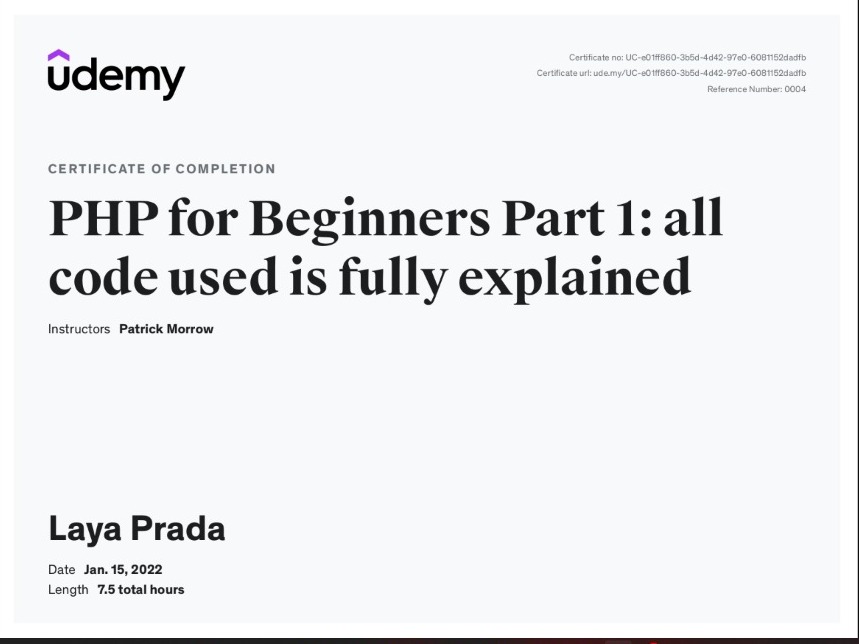 udemy
Certificate no: UC-e01ff860-3b5d-4d42-97e0-6081152dadfb
Certificate url: ude.my/UC-e01ff860-3b5d-4d42-97e0-6081152dadfb
Reference Number: 0004
CERTIFICATE OF COMPLETION
PHP for Beginners Part 1: all
code used is fully explained
Instructors Patrick Morrow
Laya Prada
Date Jan. 15, 2022
Length 7.5 total hours